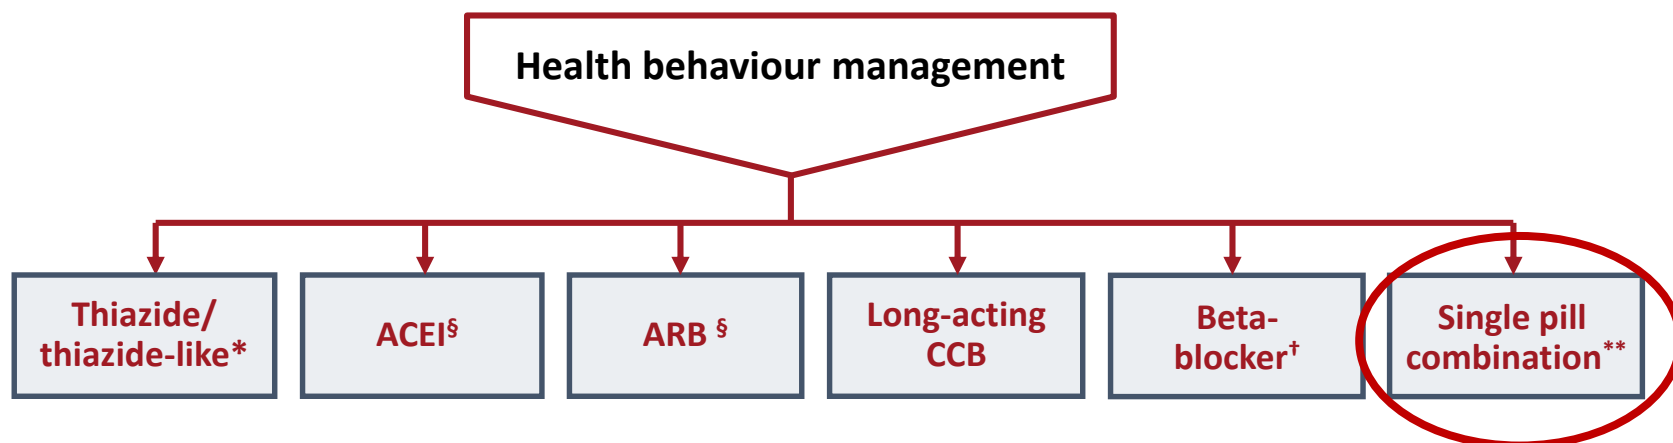 Health behaviour management
Thiazide/
thiazide-like*
ACEI§
ARB §
Long-acting
CCB
Beta-
blocker†
Single pill
combination**